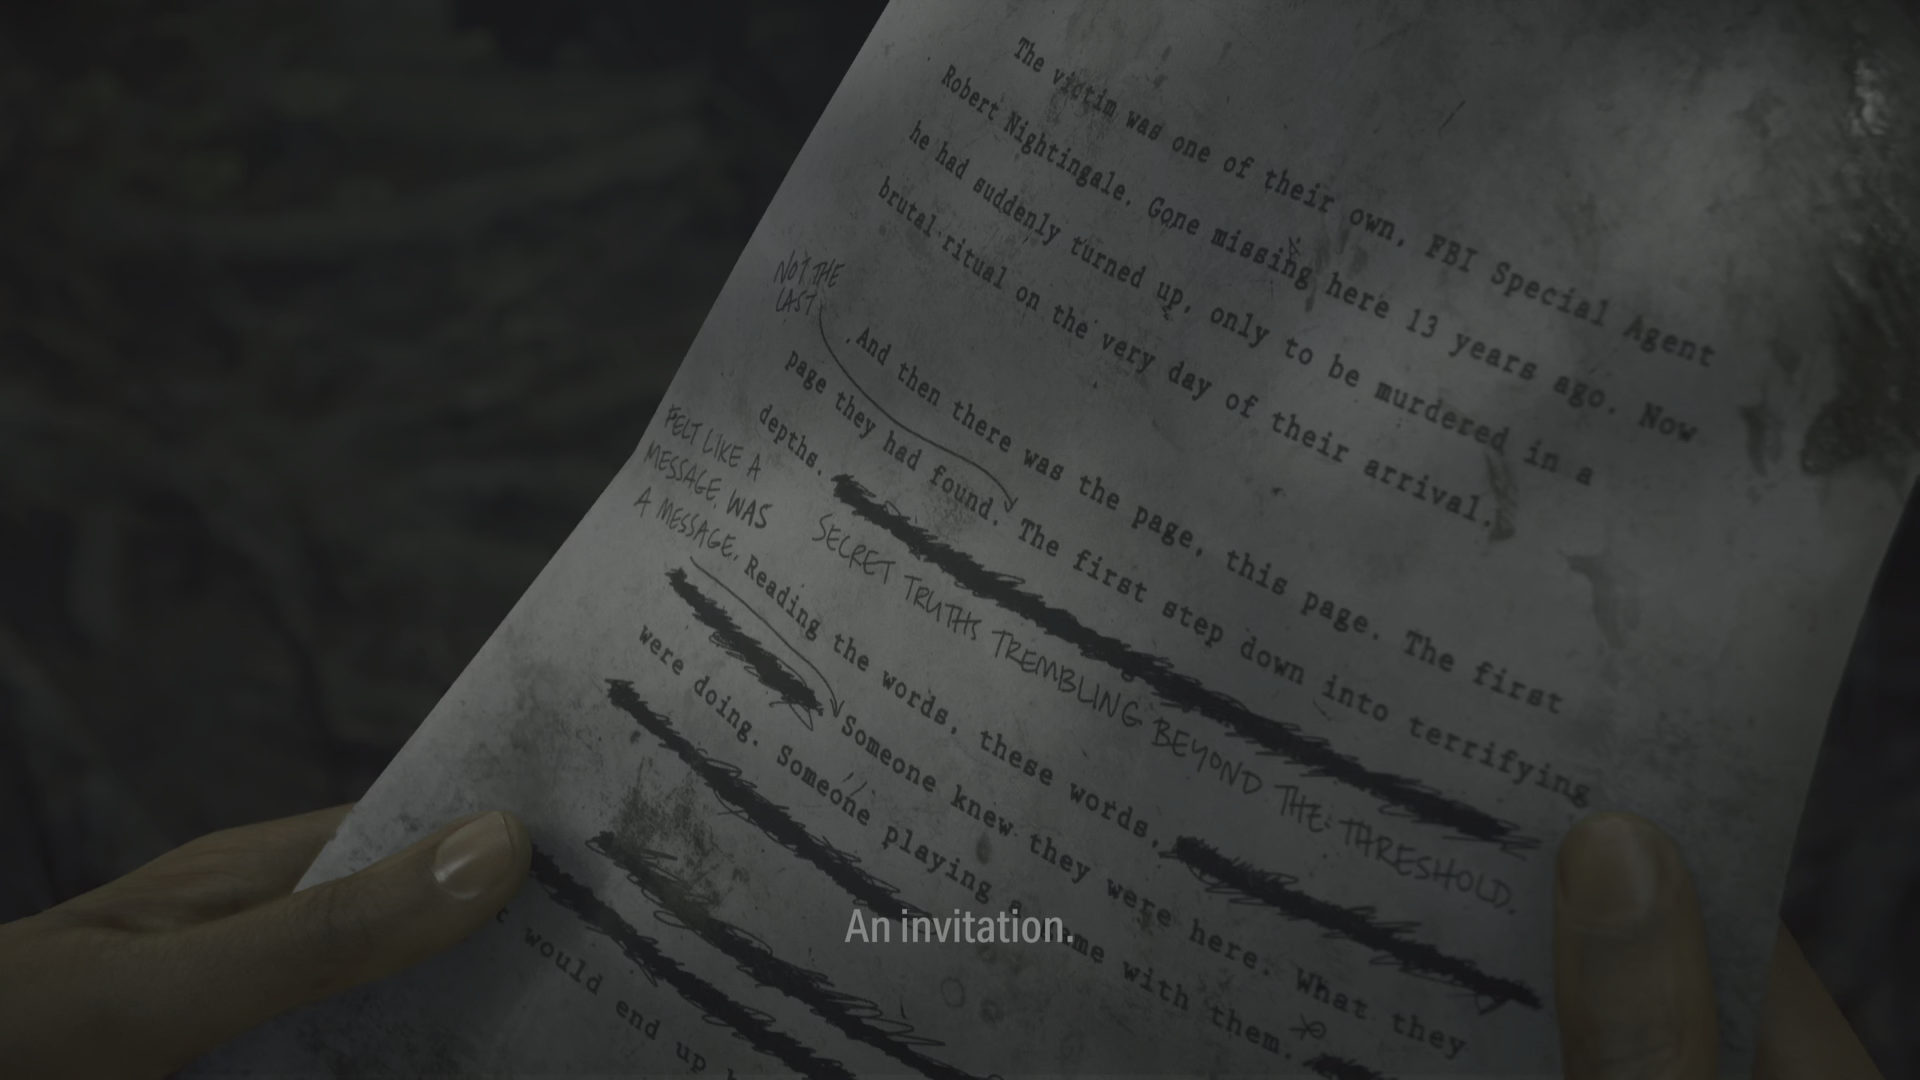 The victim was one of their own, FBI Special Agent
Robert Nightingale. Gone missing here 13 years ago. Now
he had suddenly turned up, only to be murdered in a
brutal ritual on the very day of their arrival.
NOT THE
LAST
And then there was the page, this page. The first
page they had found. The first step down into terrifying
depths.
SECRET TRUTHS TREMBLING BEYOND THE THRESHOLD.
FELT LIKE A
MESSAGE, WAS
A MESSAGE.
Reading the words, these words,
Someone knew they were here. What they
were doing. Someone playing a game with them.
would end up
An invitation.